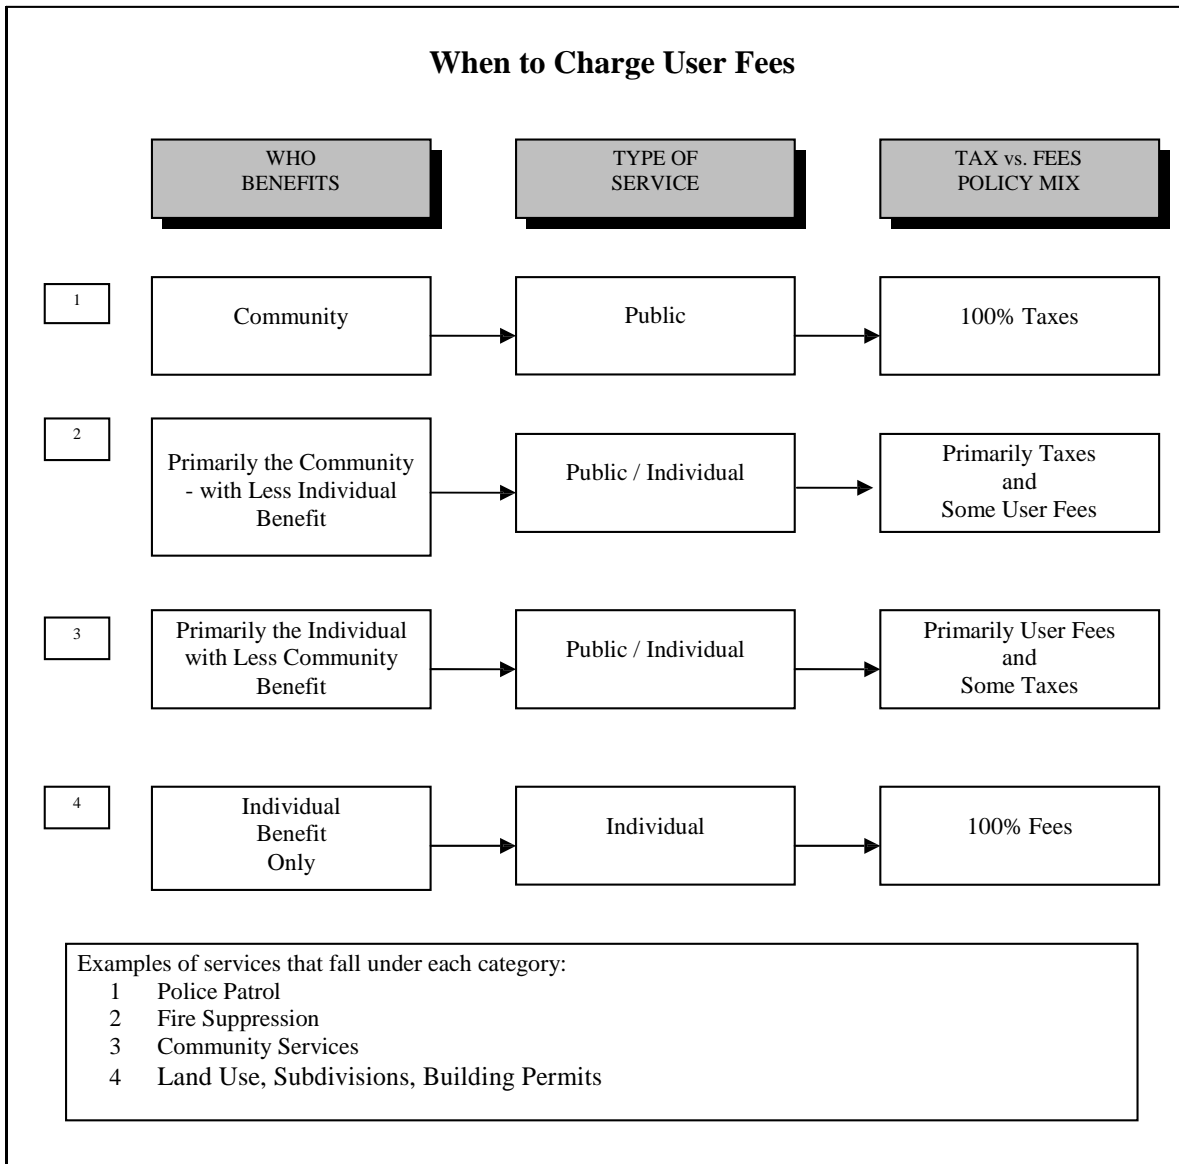 When to Charge User Fees
WHO
BENEFITS
TYPE OF
SERVICE
TAX vs. FEES
POLICY MIX
1
Community
Public
100% Taxes
2
Primarily the Community
- with Less Individual
Benefit
Public / Individual
Primarily Taxes
and
Some User Fees
3
Primarily the Individual
with Less Community
Benefit
Public / Individual
Primarily User Fees
and
Some Taxes
4
Individual
Benefit
Only
Individual
100% Fees
Examples of services that fall under each category:
1 Police Patrol
2 Fire Suppression
3 Community Services
4 Land Use, Subdivisions, Building Permits